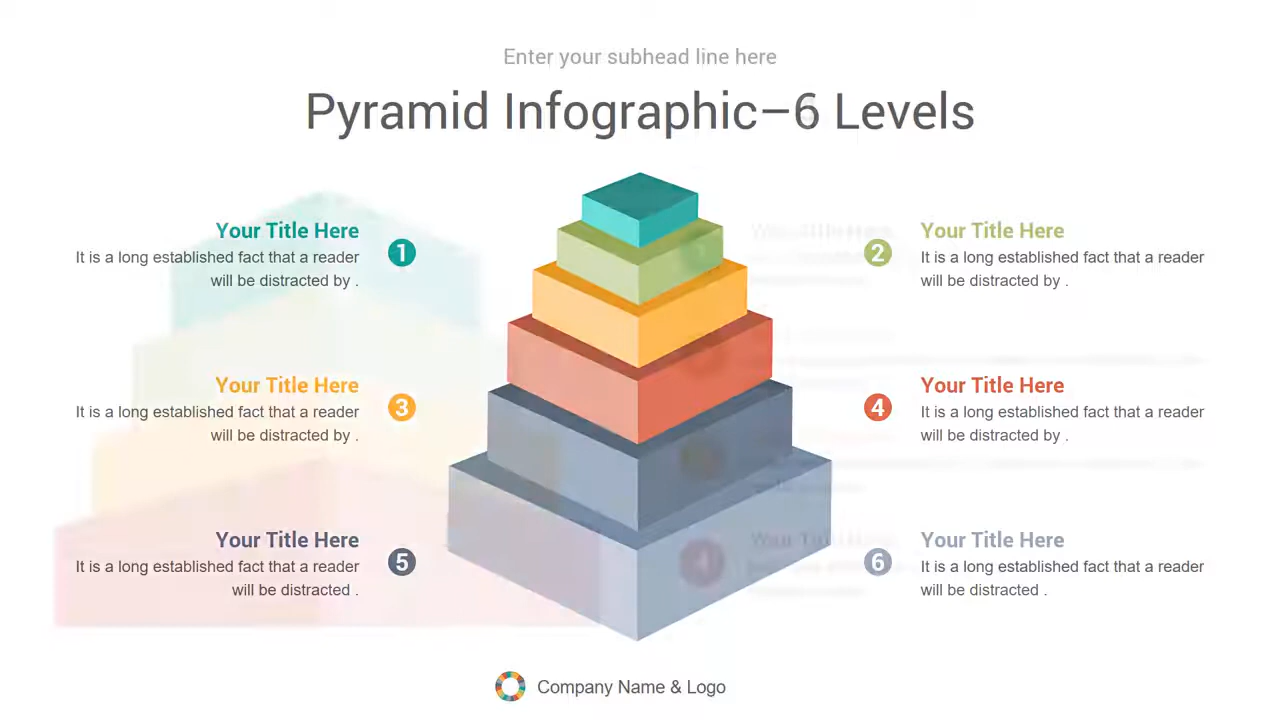 Enter your subhead line here
Pyramid Infographic–6 Levels
Your Title Here
It is a long established fact that a reader
will be distracted by .
1
2
Your Title Here
It is a long established fact that a reader
will be distracted by .
Your Title Here
It is a long established fact that a reader
will be distracted by .
3
4
Your Title Here
It is a long established fact that a reader
will be distracted by .
Your Title Here
It is a long established fact that a reader
will be distracted .
5
6
Your Title Here
It is a long established fact that a reader
will be distracted .
Company Name & Logo